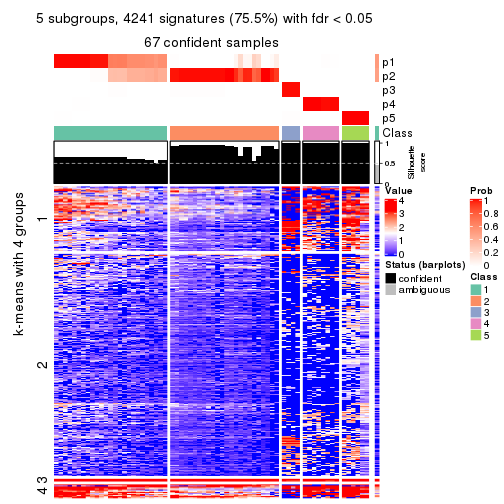 5 subgroups, 4241 signatures (75.5%) with fdr < 0.05
67 confident samples
p1
p2
p3
p4
p5
Class
1
0.5
0
Silhouette
score
k-means with 4 groups
1
2
3
4
Value
4
3
2
1
0
Status (barplots)
confident
ambiguous
Prob
1
0.8
0.6
0.4
0.2
0
Class
1
2
3
4
5